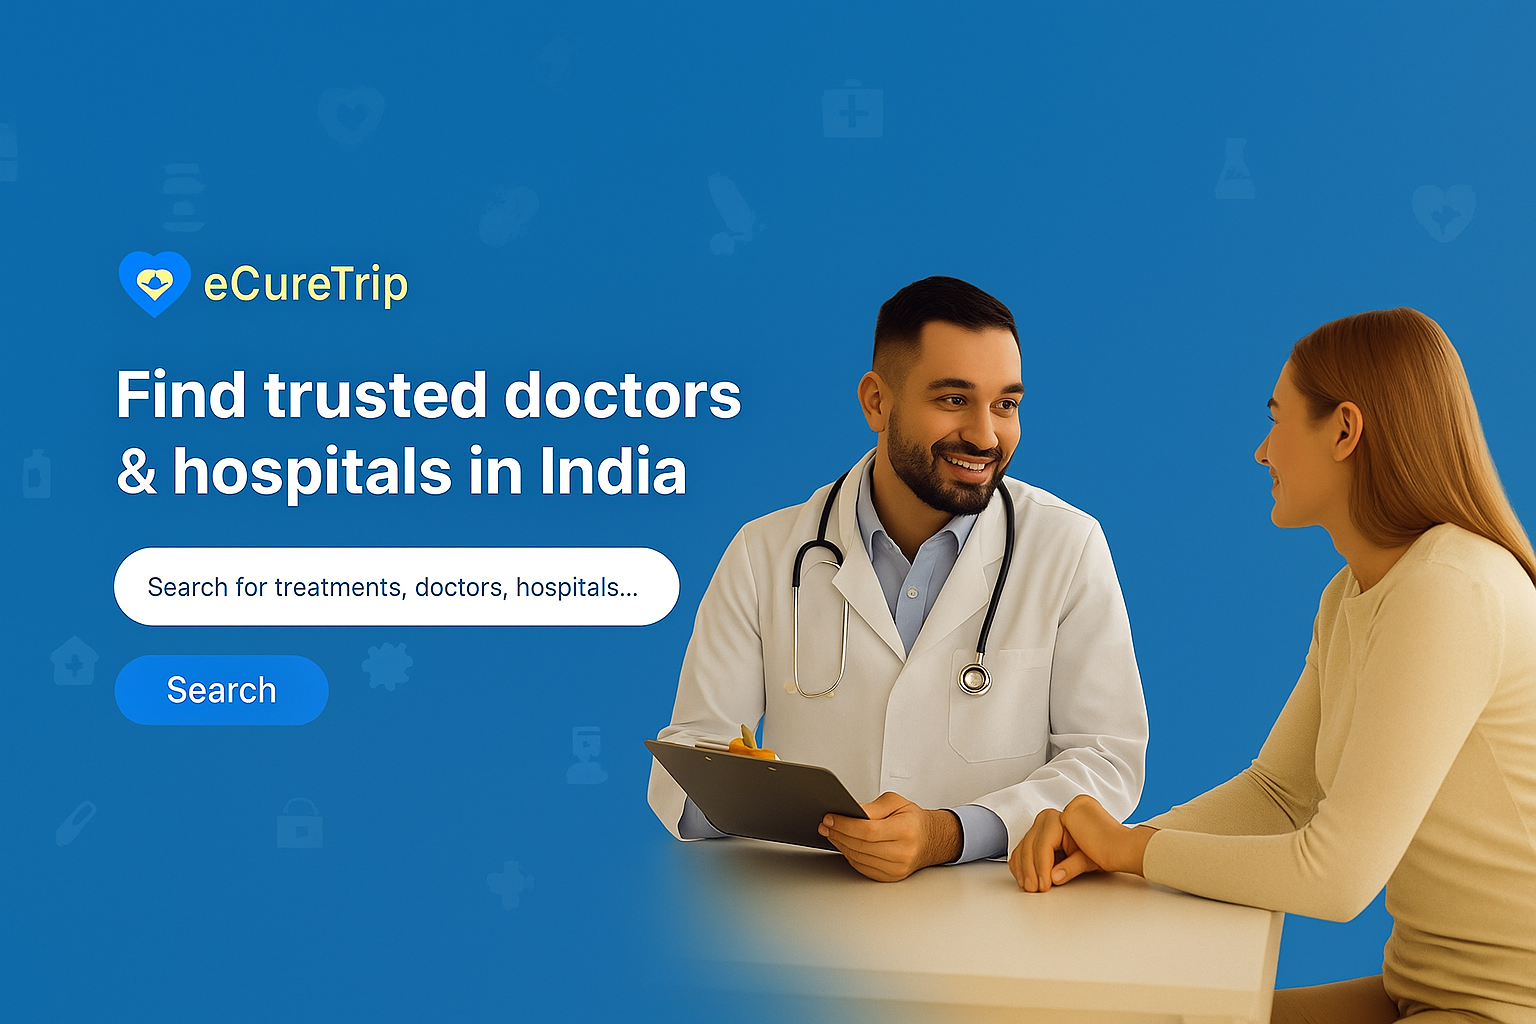 eCureTrip
Find trusted doctors
& hospitals in India
Search for treatments, doctors, hospitals...
Search